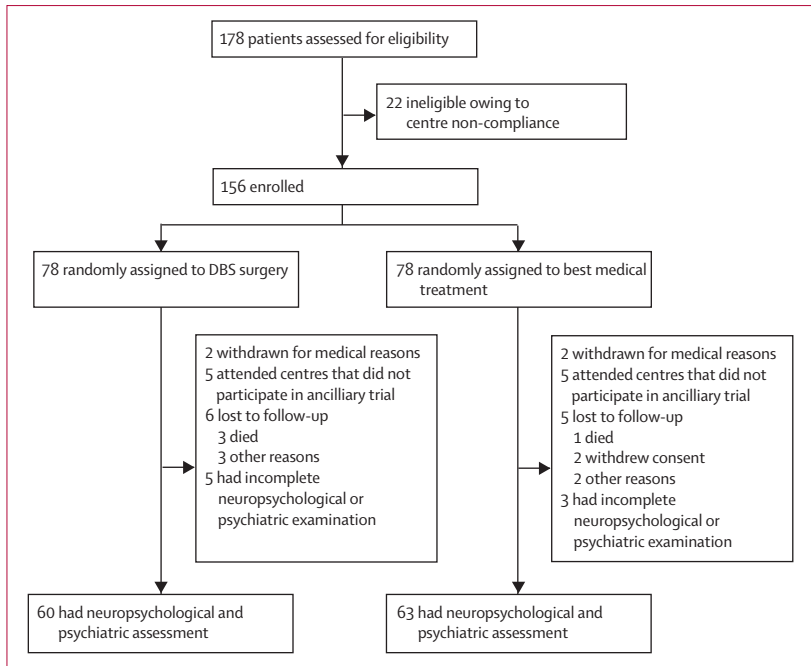 178 patients assessed for eligibility
22 ineligible owing to
centre non-compliance
156 enrolled
78 randomly assigned to DBS surgery
78 randomly assigned to best medical
treatment
2 withdrawn for medical reasons
5 attended centres that did not
participate in ancilliary trial
6 lost to follow-up
3 died
3 other reasons
5 had incomplete
neuropsychological or
psychiatric examination
2 withdrawn for medical reasons
5 attended centres that did not
participate in ancilliary trial
5 lost to follow-up
1 died
2 withdrew consent
2 other reasons
3 had incomplete
neuropsychological or
psychiatric examination
60 had neuropsychological and
psychiatric assessment
63 had neuropsychological and
psychiatric assessment